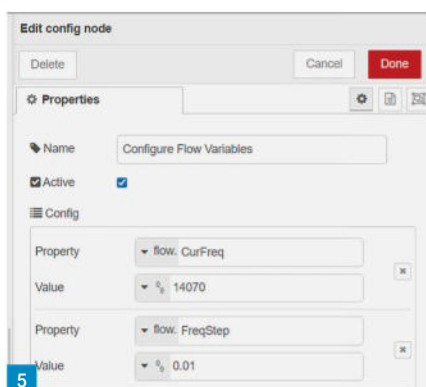 Edit config node
Delete
Cancel
Done
Properties
Name
Configure Flow Variables
Active
Config
Property
flow. CurFreq
Value
14070
Property
flow. FreqStep
Value
0.01
5